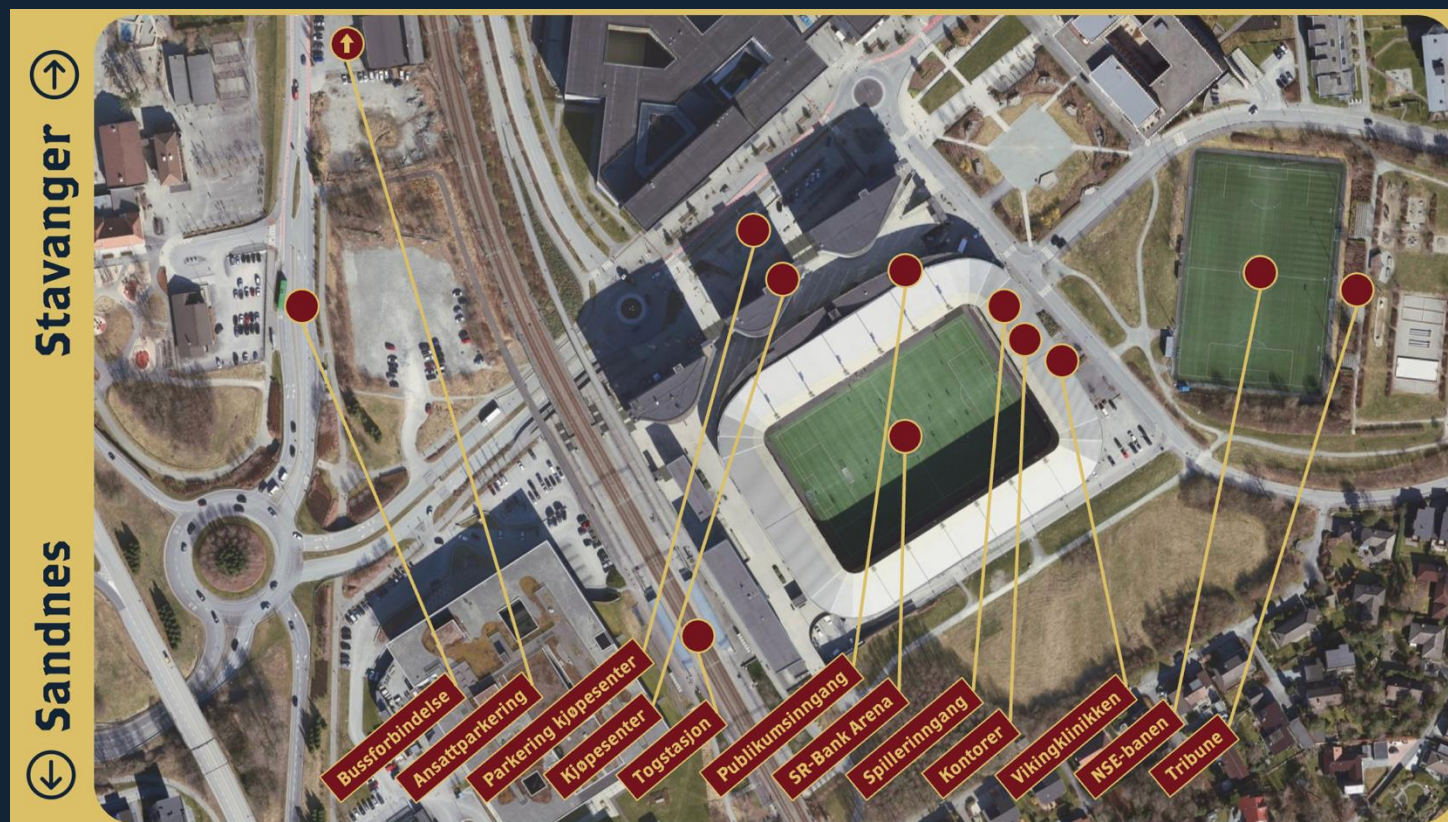 Stavanger
Sandnes
Bussforbindelse
Ansattparkering
Parkering kjøpesenter
Kjøpesenter
Togstasjon
Publikumsinngang
SR-Bank Arena
Spillerinngang
Kontorer
Vikingklinikken
NSE-banen
Tribune